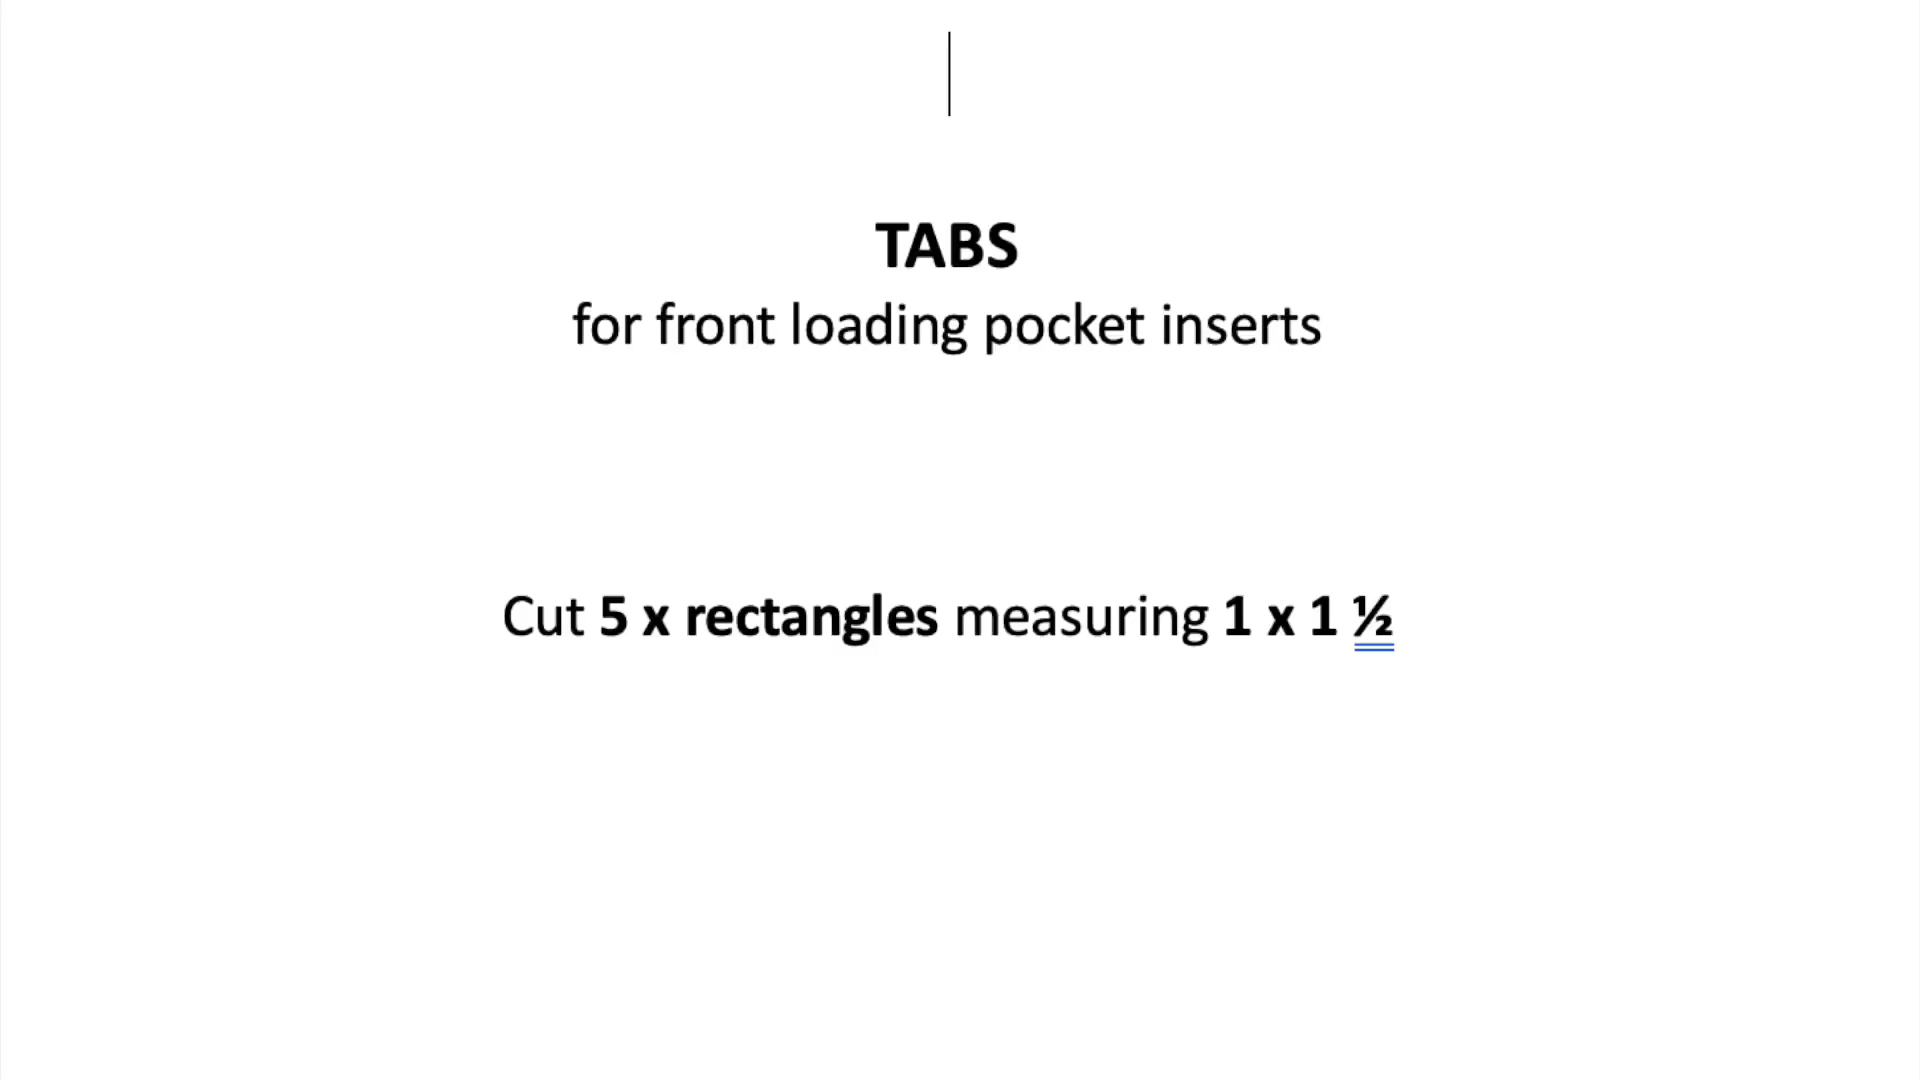 TABS
for front loading pocket inserts
Cut 5 x rectangles measuring 1 x 1 ½